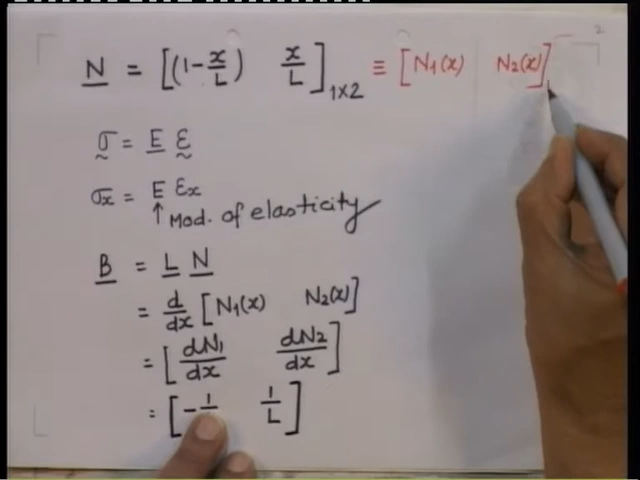 2
N = [(1-x/L) x/L]1×2 ≡ [N1(x) N2(x)]
σ = E ε
σx = E εx
↑ Mod. of elasticity
B = L N
= d/dx [N1(x) N2(x)]
= [dN1/dx dN2/dx]
= [-1/ 1/L]